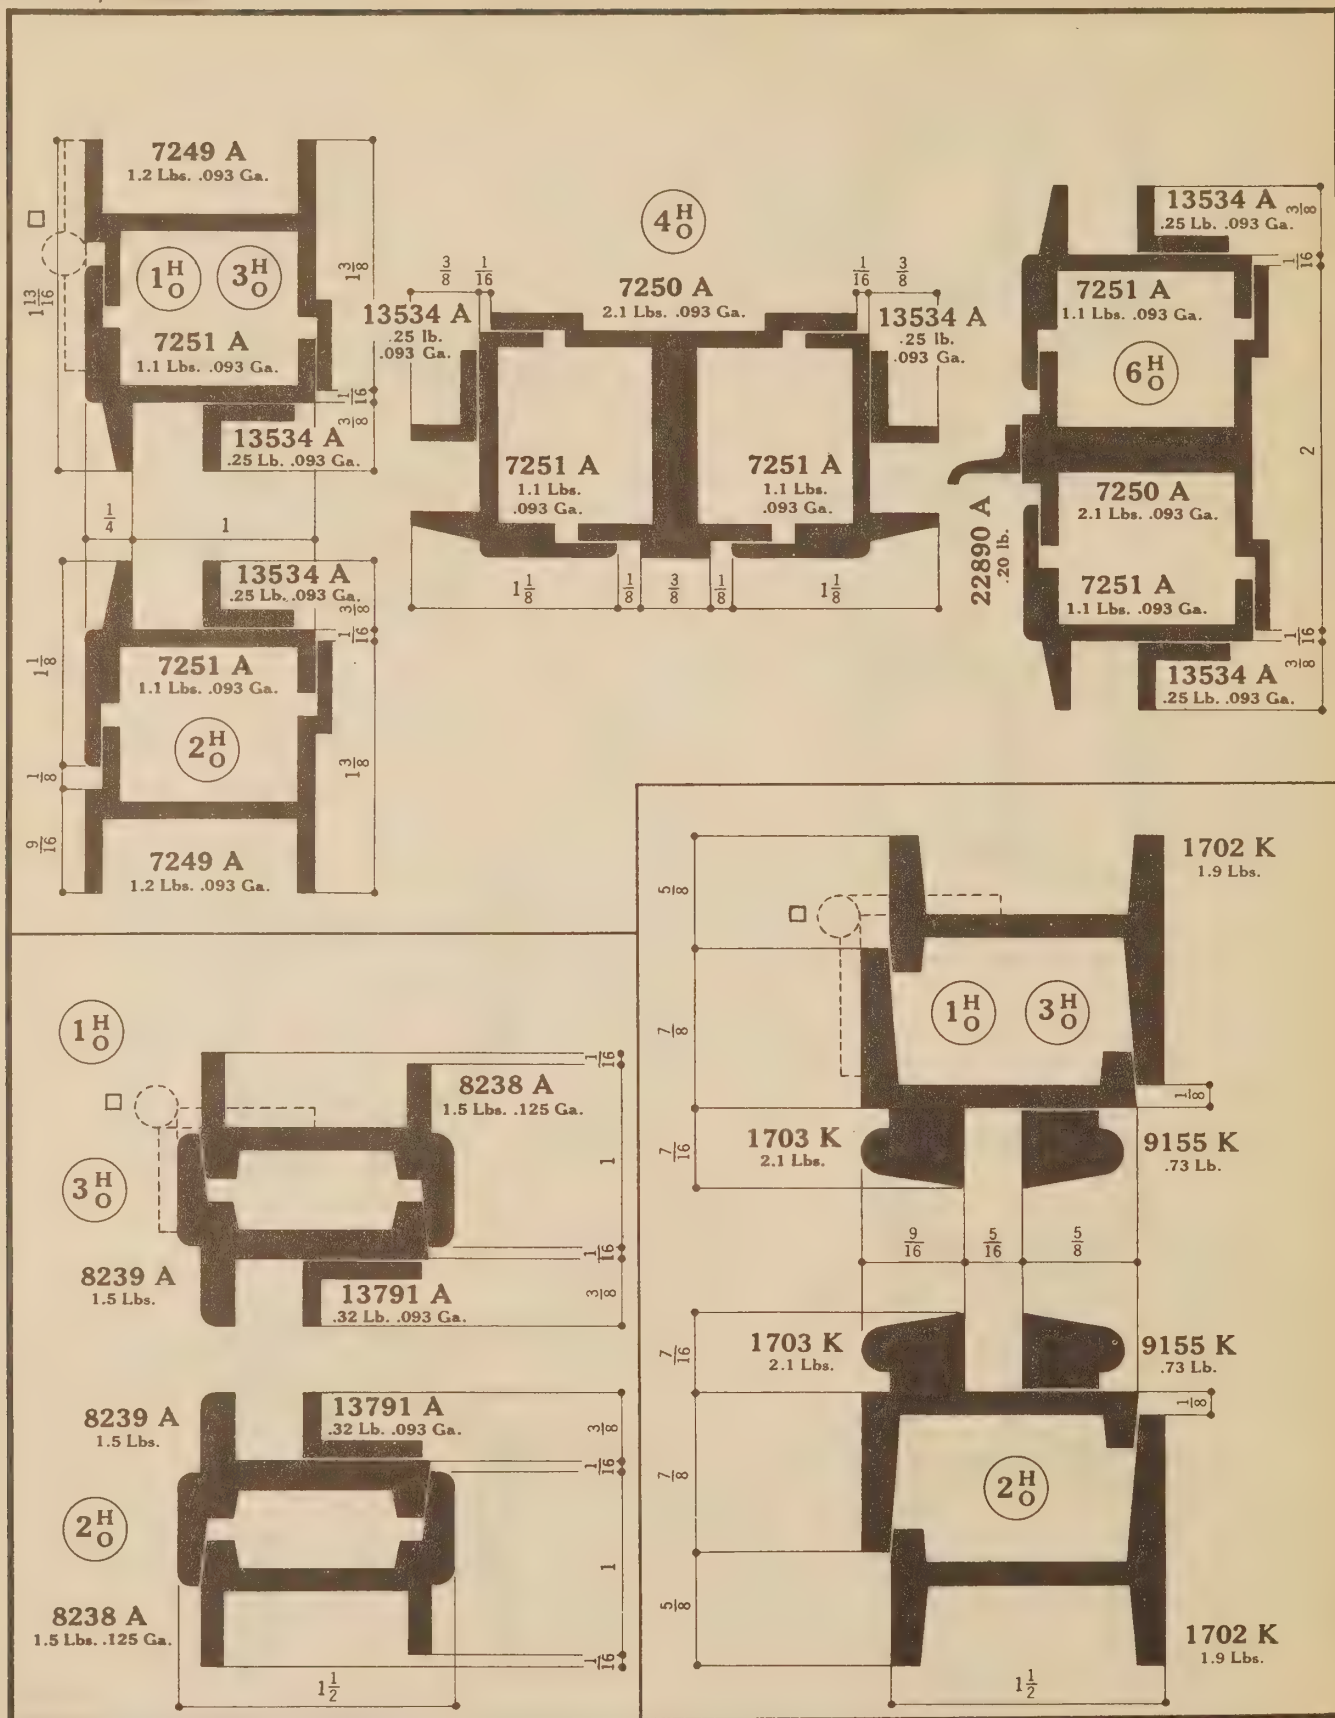 7249 A
1.2 Lbs. .093 Ga.
1 13/16
1 H O
3 H O
1 3/8
7251 A
1.1 Lbs. .093 Ga.
1/16
3/8
13534 A
.25 Lb. .093 Ga.
1/4
1
13534 A
.25 Lb. .093 Ga.
3/8
1/16
1 1/8
7251 A
1.1 Lbs. .093 Ga.
2 H O
1/8
1 3/8
9/16
7249 A
1.2 Lbs. .093 Ga.
4 H O
3/8
1/16
7250 A
2.1 Lbs. .093 Ga.
1/16
3/8
13534 A
.25 lb.
.093 Ga.
13534 A
.25 lb.
.093 Ga.
7251 A
1.1 Lbs.
.093 Ga.
7251 A
1.1 Lbs.
.093 Ga.
1 1/8
1/8
3/8
1/8
1 1/8
13534 A
.25 Lb. .093 Ga.
3/8
1/16
7251 A
1.1 Lbs. .093 Ga.
6 H O
2
22890 A
.20 lb.
7250 A
2.1 Lbs. .093 Ga.
7251 A
1.1 Lbs. .093 Ga.
1/16
3/8
13534 A
.25 Lb. .093 Ga.
1 H O
1/16
8238 A
1.5 Lbs. .125 Ga.
1
3 H O
1/16
8239 A
1.5 Lbs.
13791 A
.32 Lb. .093 Ga.
3/8
8239 A
1.5 Lbs.
13791 A
.32 Lb. .093 Ga.
3/8
1/16
2 H O
1
8238 A
1.5 Lbs. .125 Ga.
1/16
1 1/2
5/8
1702 K
1.9 Lbs.
7/8
1 H O
3 H O
1/8
7/16
1703 K
2.1 Lbs.
9155 K
.73 Lb.
9/16
5/16
5/8
7/16
1703 K
2.1 Lbs.
9155 K
.73 Lb.
1/8
7/8
2 H O
5/8
1702 K
1.9 Lbs.
1 1/2